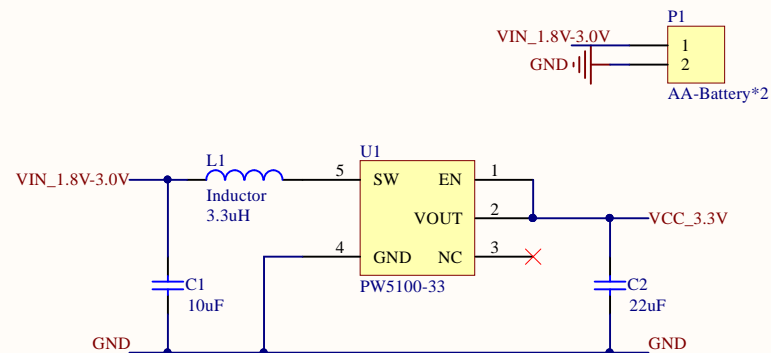 P1
VIN_1.8V-3.0V
1
GND
2
AA-Battery*2
L1
U1
VIN_1.8V-3.0V
5
SW
EN
1
Inductor
3.3uH
VOUT
2
VCC_3.3V
4
GND
NC
3
C1
PW5100-33
C2
10uF
22uF
GND
GND